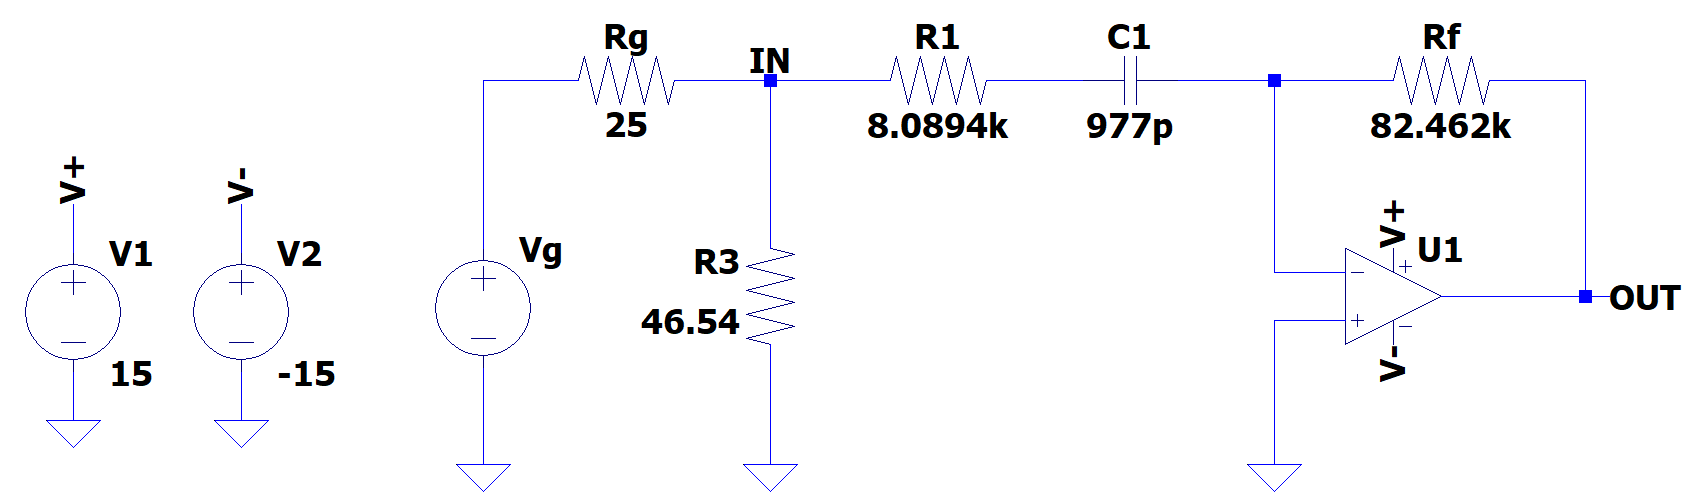 Rg
IN
R1
C1
Rf
25
8.0894k
977p
82.462k
V+
V-
V1
V2
Vg
R3
V+
U1
46.54
OUT
15
-15
V-